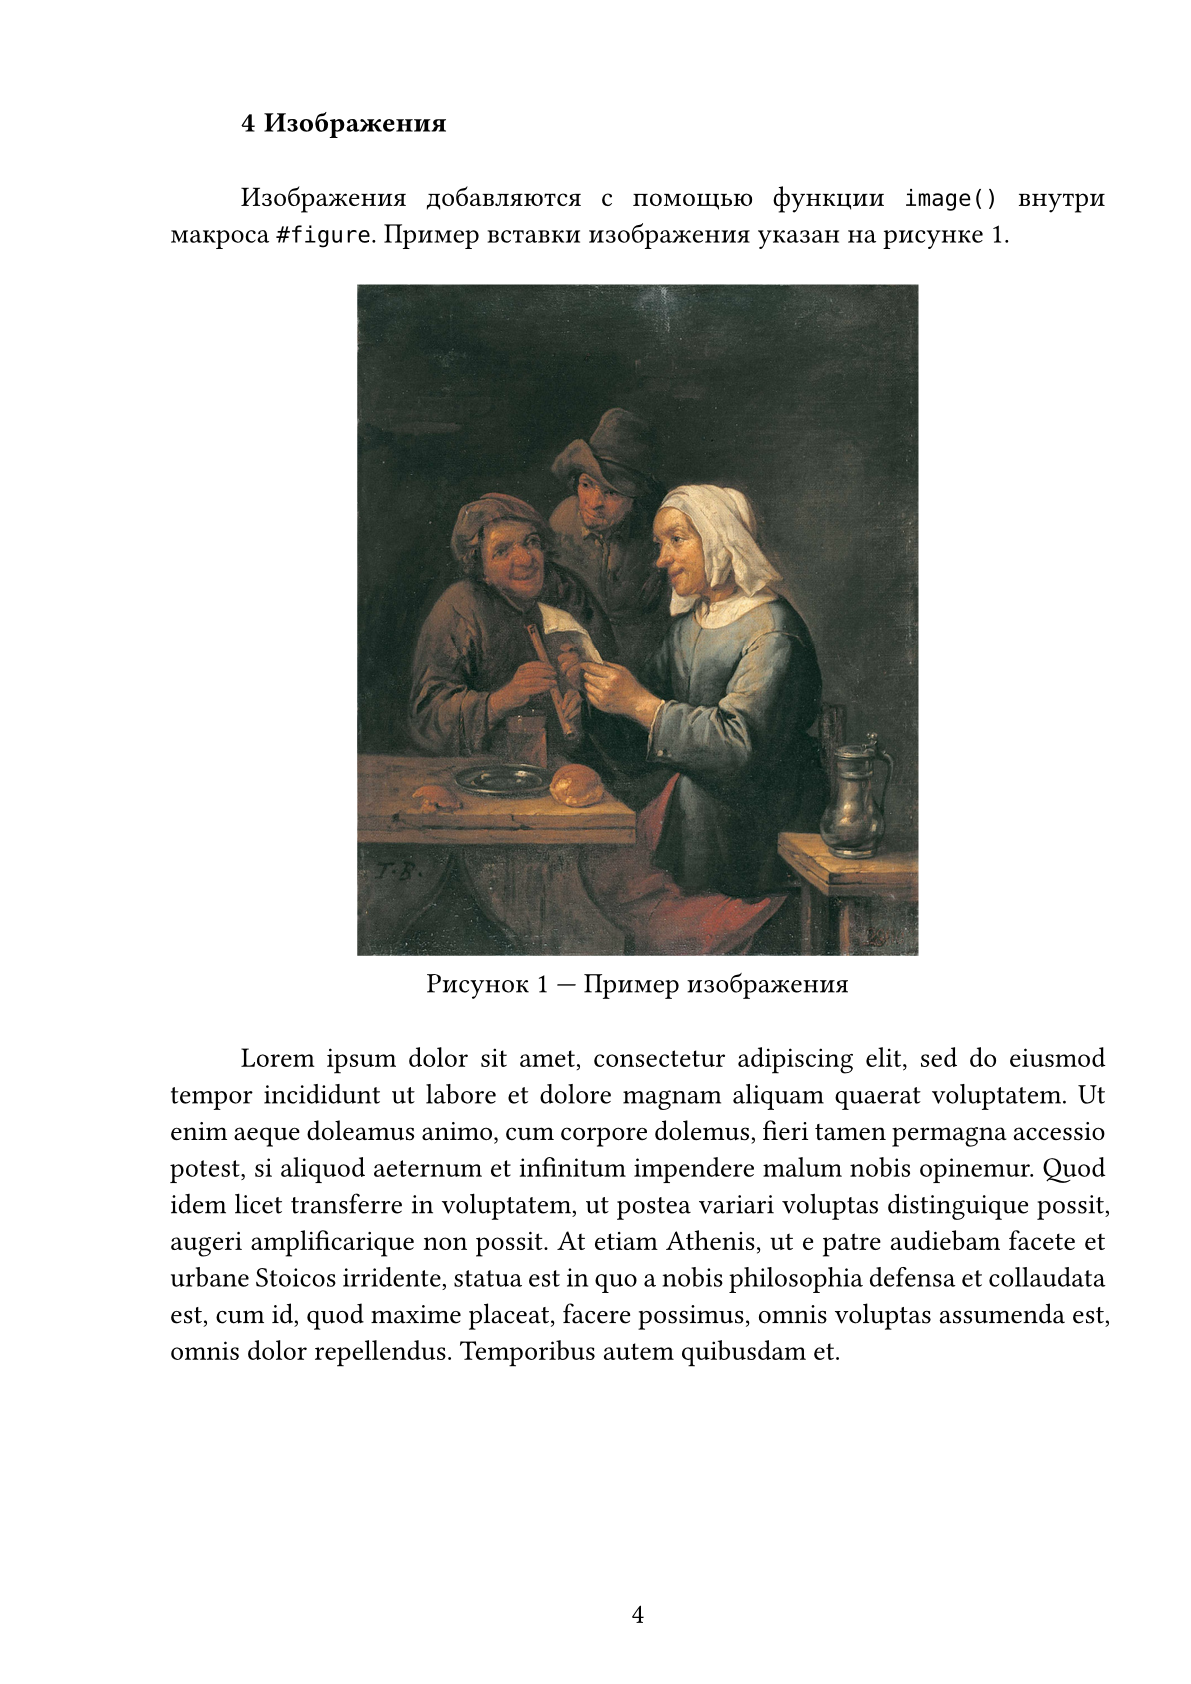 4 Изображения
Изображения добавляются с помощью функции image() внутри
макроса #figure. Пример вставки изображения указан на рисунке 1.
T.B.
Рисунок 1 — Пример изображения
Lorem ipsum dolor sit amet, consectetur adipiscing elit, sed do eiusmod
tempor incididunt ut labore et dolore magnam aliquam quaerat voluptatem. Ut
enim aeque doleamus animo, cum corpore dolemus, fieri tamen permagna accessio
potest, si aliquod aeternum et infinitum impendere malum nobis opinemur. Quod
idem licet transferre in voluptatem, ut postea variari voluptas distinguique possit,
augeri amplificarique non possit. At etiam Athenis, ut e patre audiebam facete et
urbane Stoicos irridente, statua est in quo a nobis philosophia defensa et collaudata
est, cum id, quod maxime placeat, facere possimus, omnis voluptas assumenda est,
omnis dolor repellendus. Temporibus autem quibusdam et.
4